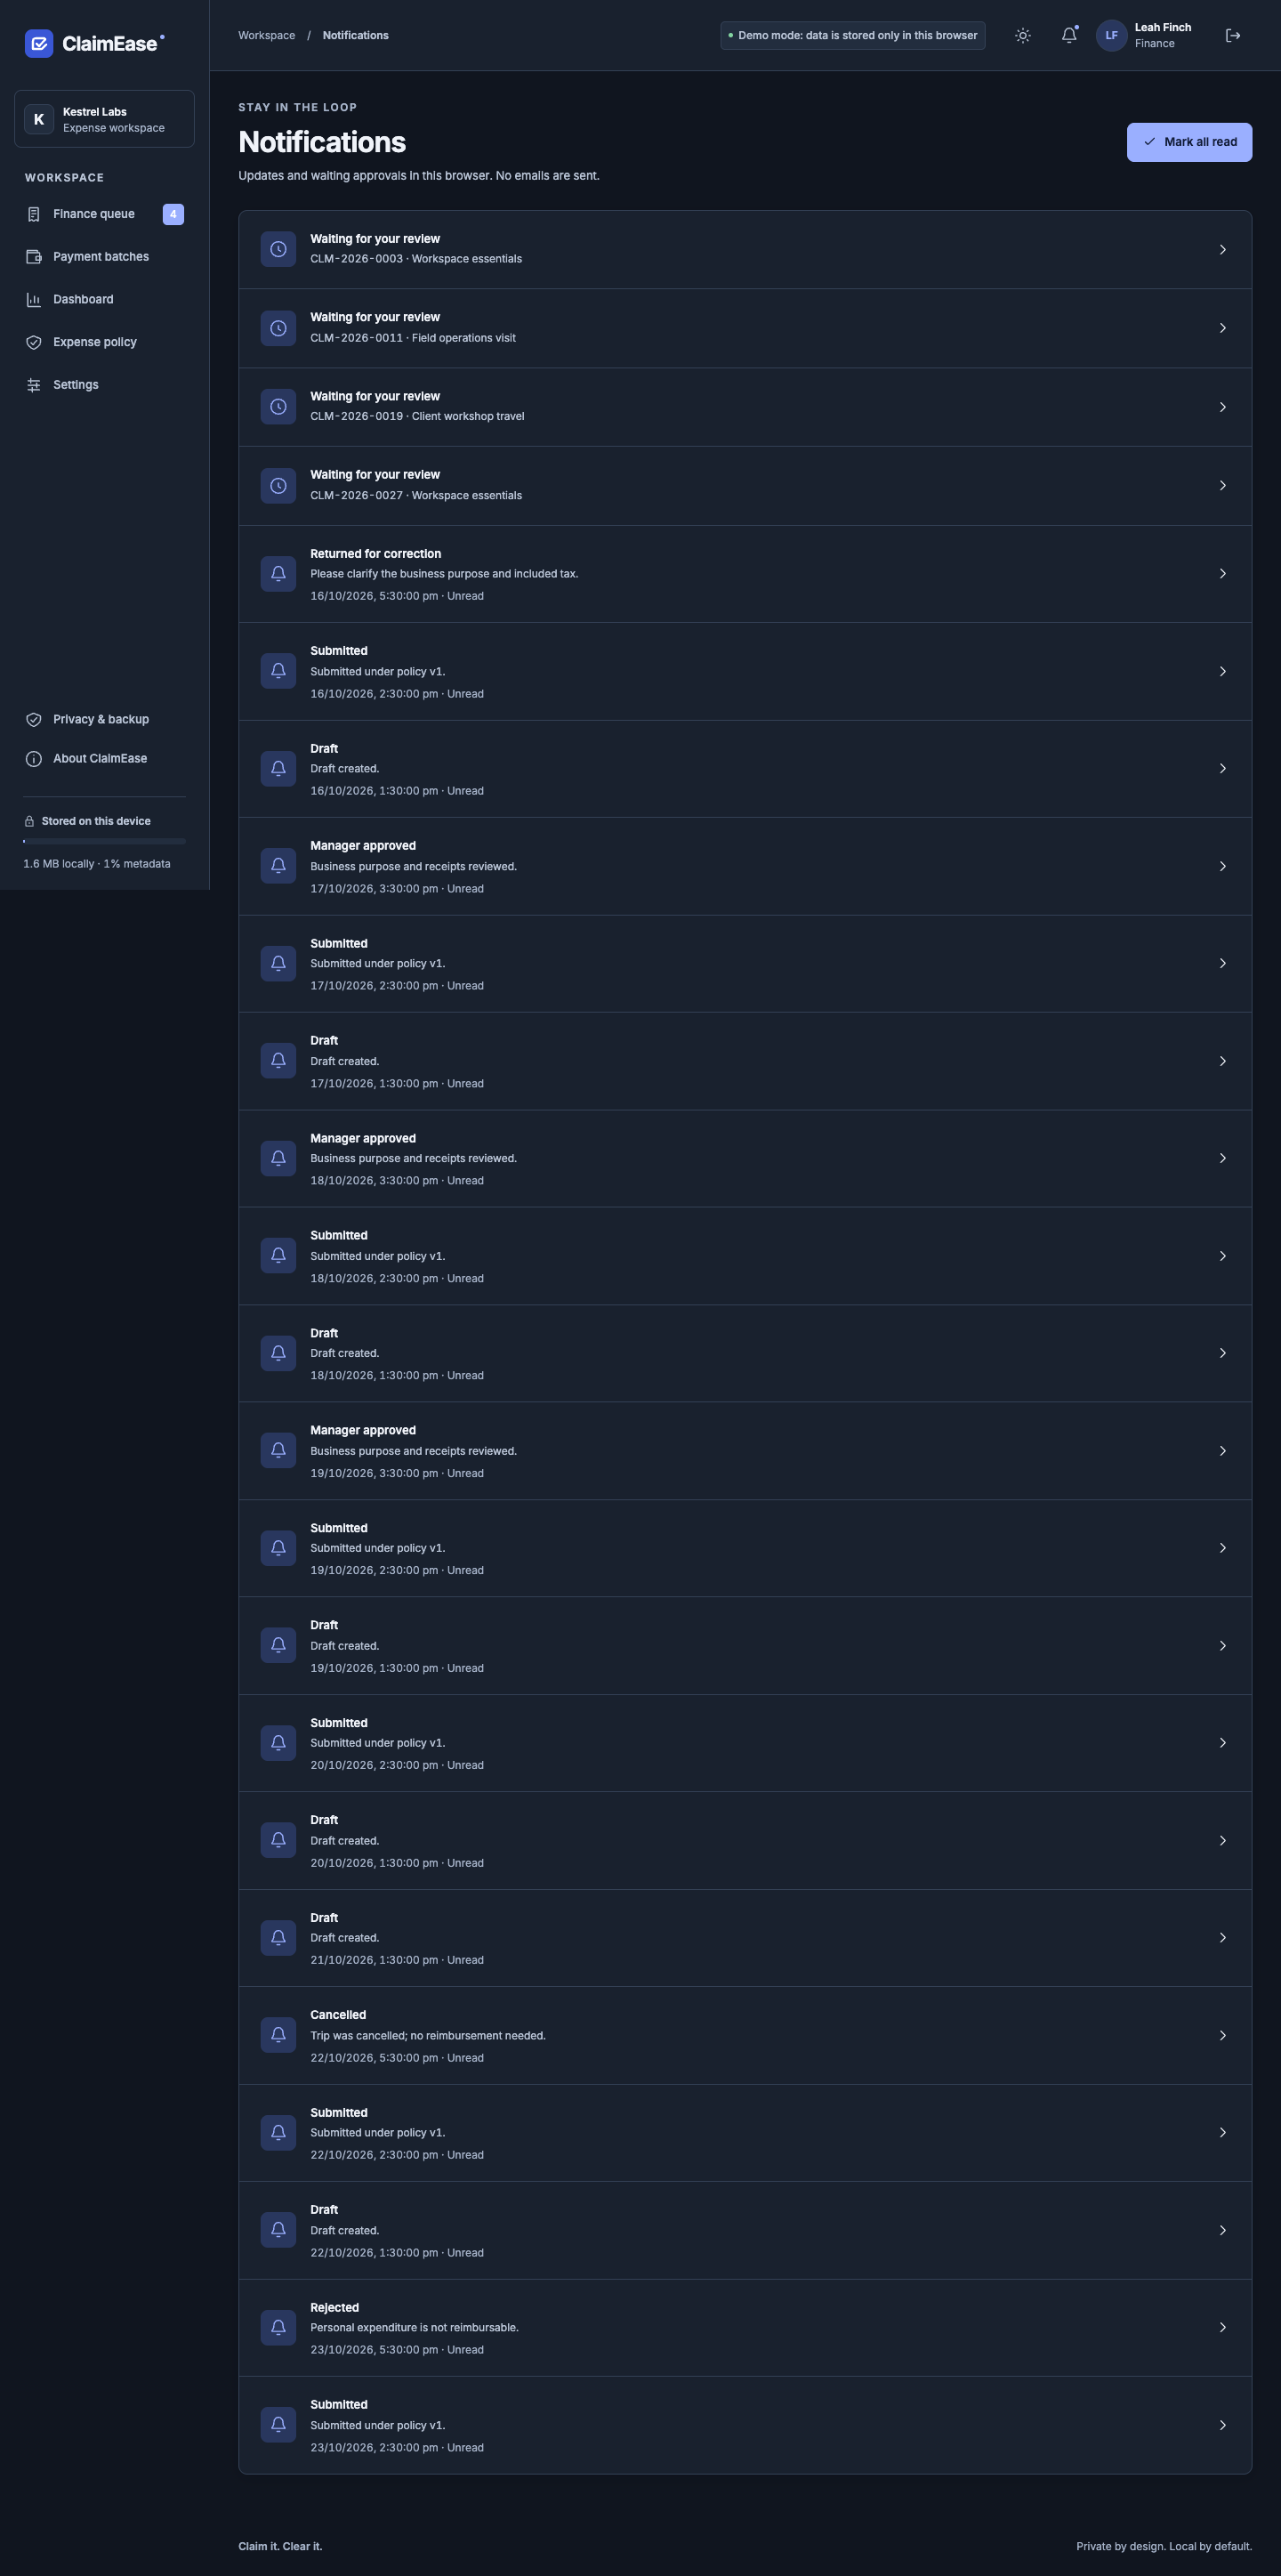 ClaimEase
K
Kestrel Labs
Expense workspace
WORKSPACE
Finance queue 4
Payment batches
Dashboard
Expense policy
Settings
Privacy & backup
About ClaimEase
Stored on this device
1.6 MB locally · 1% metadata
Workspace / Notifications
Demo mode: data is stored only in this browser
LF
Leah Finch
Finance
STAY IN THE LOOP
Notifications
Updates and waiting approvals in this browser. No emails are sent.
Mark all read
Waiting for your review
CLM-2026-0003 · Workspace essentials
Waiting for your review
CLM-2026-0011 · Field operations visit
Waiting for your review
CLM-2026-0019 · Client workshop travel
Waiting for your review
CLM-2026-0027 · Workspace essentials
Returned for correction
Please clarify the business purpose and included tax.
16/10/2026, 5:30:00 pm · Unread
Submitted
Submitted under policy v1.
16/10/2026, 2:30:00 pm · Unread
Draft
Draft created.
16/10/2026, 1:30:00 pm · Unread
Manager approved
Business purpose and receipts reviewed.
17/10/2026, 3:30:00 pm · Unread
Submitted
Submitted under policy v1.
17/10/2026, 2:30:00 pm · Unread
Draft
Draft created.
17/10/2026, 1:30:00 pm · Unread
Manager approved
Business purpose and receipts reviewed.
18/10/2026, 3:30:00 pm · Unread
Submitted
Submitted under policy v1.
18/10/2026, 2:30:00 pm · Unread
Draft
Draft created.
18/10/2026, 1:30:00 pm · Unread
Manager approved
Business purpose and receipts reviewed.
19/10/2026, 3:30:00 pm · Unread
Submitted
Submitted under policy v1.
19/10/2026, 2:30:00 pm · Unread
Draft
Draft created.
19/10/2026, 1:30:00 pm · Unread
Submitted
Submitted under policy v1.
20/10/2026, 2:30:00 pm · Unread
Draft
Draft created.
20/10/2026, 1:30:00 pm · Unread
Draft
Draft created.
21/10/2026, 1:30:00 pm · Unread
Cancelled
Trip was cancelled; no reimbursement needed.
22/10/2026, 5:30:00 pm · Unread
Submitted
Submitted under policy v1.
22/10/2026, 2:30:00 pm · Unread
Draft
Draft created.
22/10/2026, 1:30:00 pm · Unread
Rejected
Personal expenditure is not reimbursable.
23/10/2026, 5:30:00 pm · Unread
Submitted
Submitted under policy v1.
23/10/2026, 2:30:00 pm · Unread
Claim it. Clear it.
Private by design. Local by default.